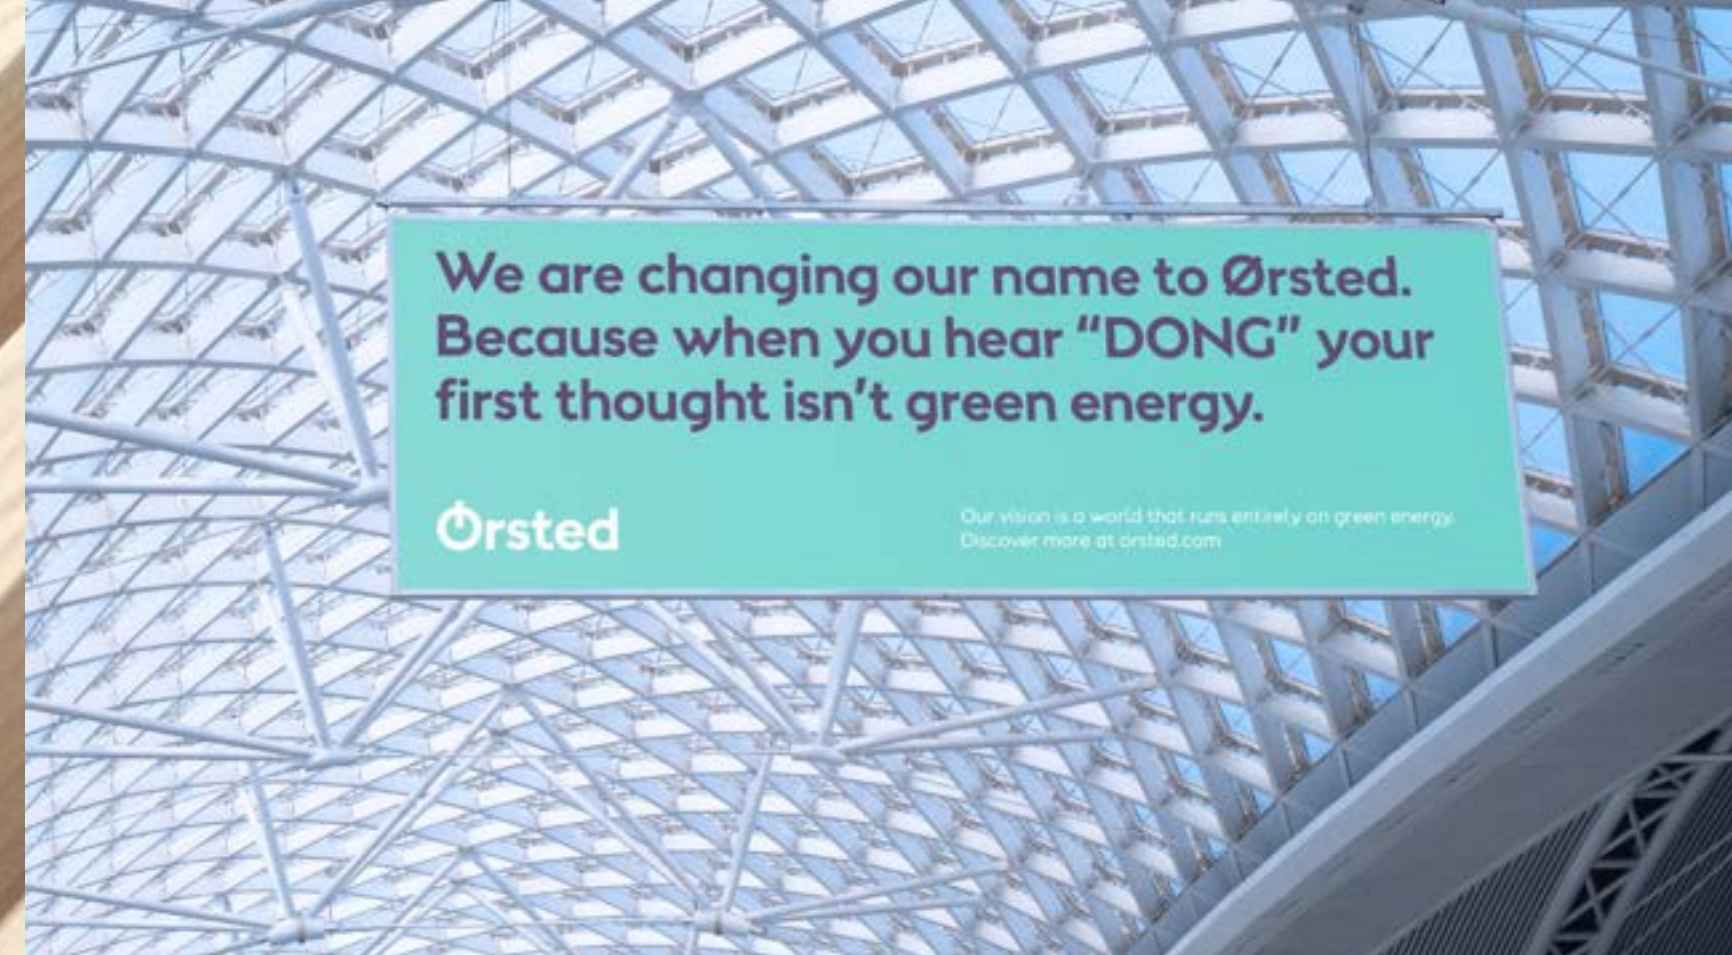 We are changing our name to Ørsted.
Because when you hear “DONG” your
first thought isn’t green energy.
Ørsted
Our vision is a world that runs entirely on green energy.
Discover more at orsted.com